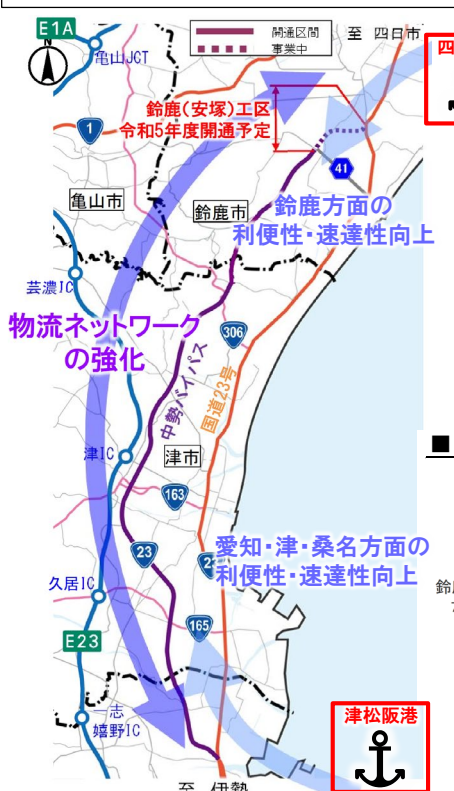 E1A
開通区間
事業中
至 四日市
四
N
亀山JCT
1
鈴鹿(安塚)工区
令和5年度開通予定
41
亀山市
鈴鹿市
鈴鹿方面の
利便性・速達性向上
芸濃IC
物流ネットワーク
の強化
306
中勢バイパス
国道23号
津IC
津市
163
23
愛知・津・桑名方面の
利便性・速達性向上
久居IC
165
E23
一志
嬉野IC
津松阪港
至 伊勢